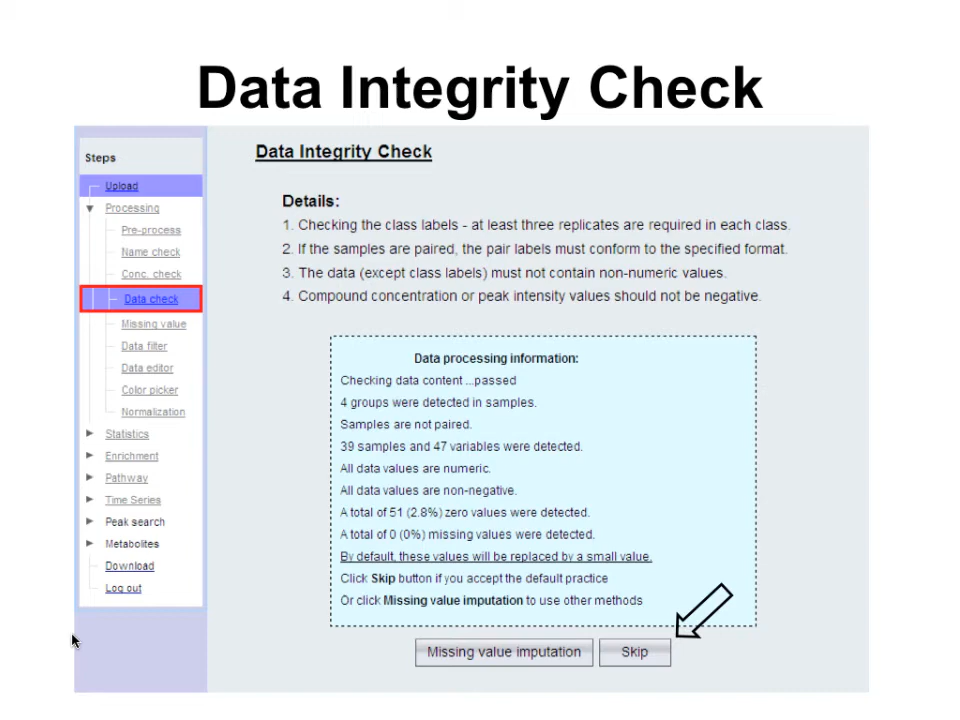 Data Integrity Check
Steps
Upload
Processing
Pre-process
Name check
Conc. check
Data check
Missing value
Data filter
Data editor
Color picker
Normalization
Statistics
Enrichment
Pathway
Time Series
Peak search
Metabolites
Download
Log out
Data Integrity Check
Details:
1. Checking the class labels - at least three replicates are required in each class.
2. If the samples are paired, the pair labels must conform to the specified format.
3. The data (except class labels) must not contain non-numeric values.
4. Compound concentration or peak intensity values should not be negative.
Data processing information:
Checking data content ...passed
4 groups were detected in samples.
Samples are not paired.
39 samples and 47 variables were detected.
All data values are numeric.
All data values are non-negative.
A total of 51 (2.8%) zero values were detected.
A total of 0 (0%) missing values were detected.
By default, these values will be replaced by a small value.
Click Skip button if you accept the default practice
Or click Missing value imputation to use other methods
Missing value imputation Skip